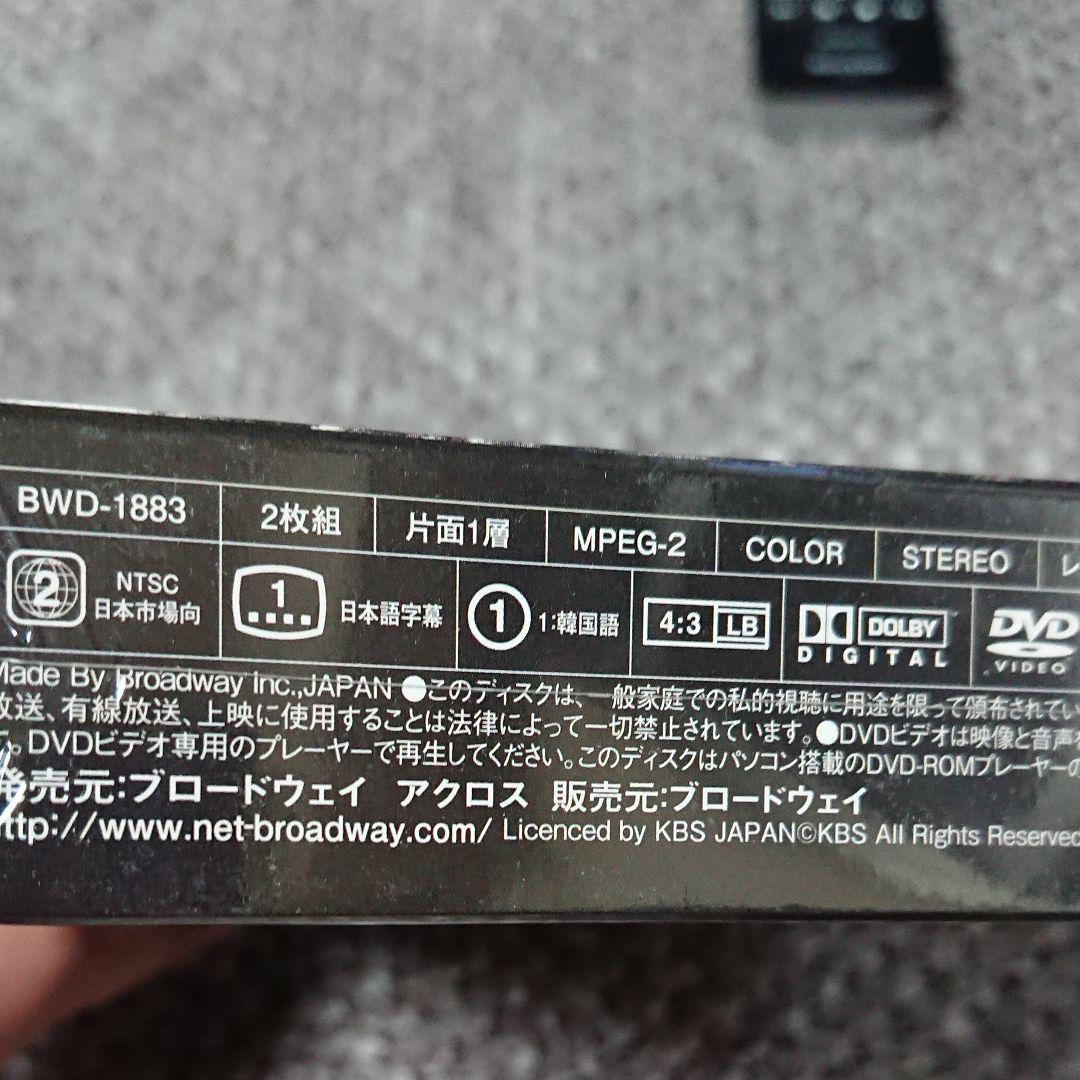 BWD-1883 2枚組 片面1層 MPEG-2 COLOR STEREO レ
2 NTSC 日本市場向 1 日本語字幕 1 1:韓国語 4:3 LB DOLBY DIGITAL DVD VIDEO
Made By Broadway Inc.,JAPAN ●このディスクは、一般家庭での私的視聴に用途を限って頒布されてい
放送、有線放送、上映に使用することは法律によって一切禁止されています。●DVDビデオは映像と音声
。DVDビデオ専用のプレーヤーで再生してください。このディスクはパソコン搭載のDVD-ROMプレーヤーの
発売元:ブロードウェイ アクロス 販売元:ブロードウェイ
http://www.net-broadway.com/ Licenced by KBS JAPAN©KBS All Rights Reserved